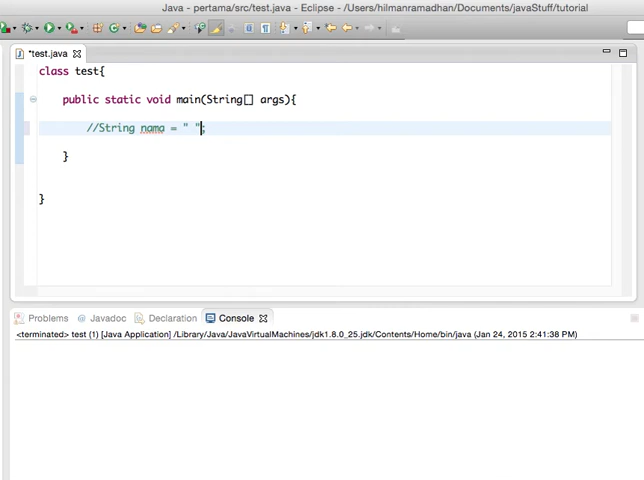 Java - pertama/src/test.java - Eclipse - /Users/hilmanramadhan/Documents/javaStuff/tutorial
*test.java
class test{
public static void main(String[] args){
//String nama = " ";
}
}
Problems @ Javadoc Declaration Console
<terminated> test (1) [Java Application] /Library/Java/JavaVirtualMachines/jdk1.8.0_25.jdk/Contents/Home/bin/java (Jan 24, 2015 2:41:38 PM)